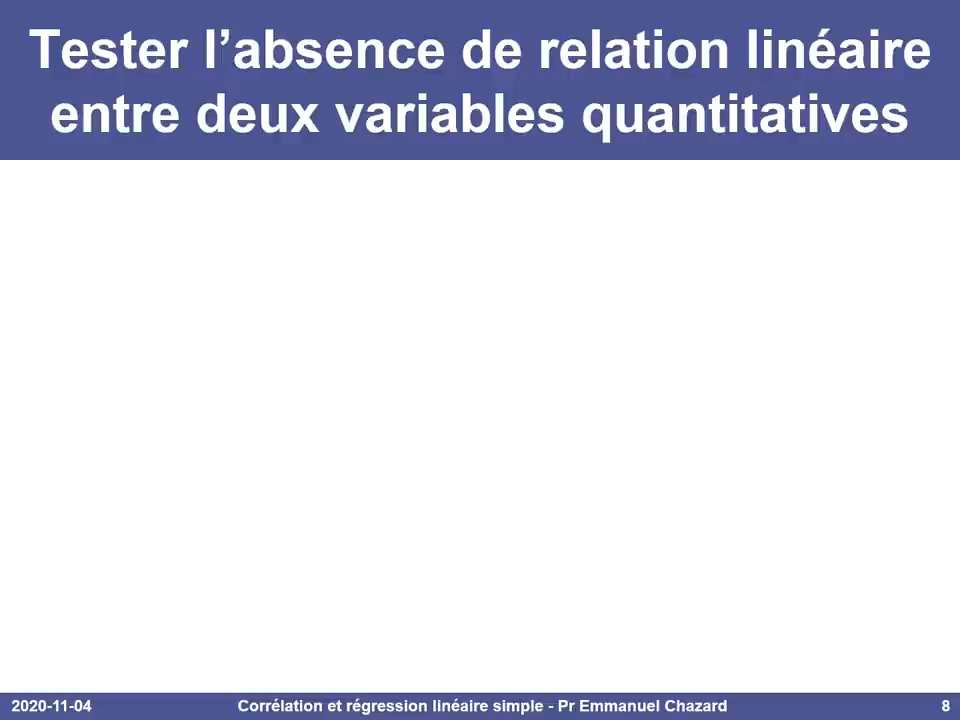 Tester l’absence de relation linéaire
entre deux variables quantitatives
2020-11-04 Corrélation et régression linéaire simple - Pr Emmanuel Chazard 8